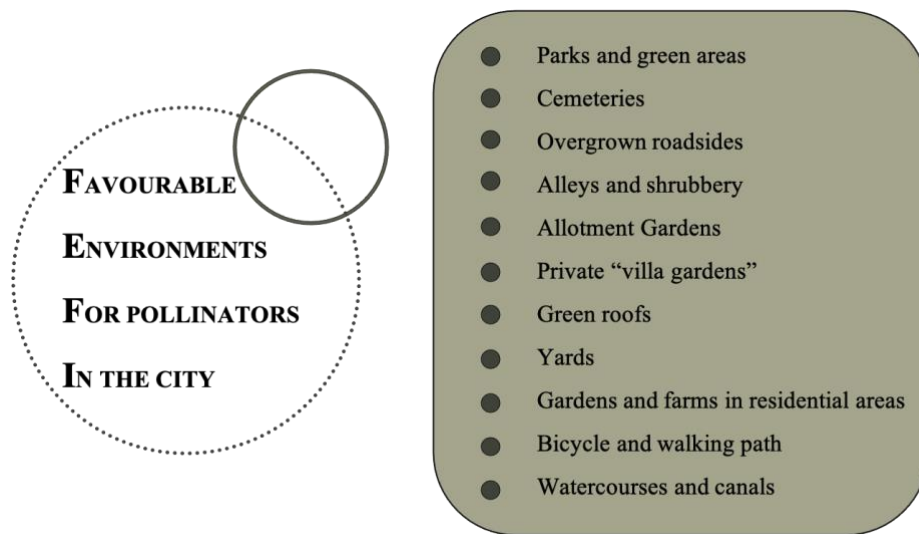 FAVOURABLE
ENVIRONMENTS
FOR POLLINATORS
IN THE CITY
Parks and green areas
Cemeteries
Overgrown roadsides
Alleys and shrubbery
Allotment Gardens
Private “villa gardens”
Green roofs
Yards
Gardens and farms in residential areas
Bicycle and walking path
Watercourses and canals